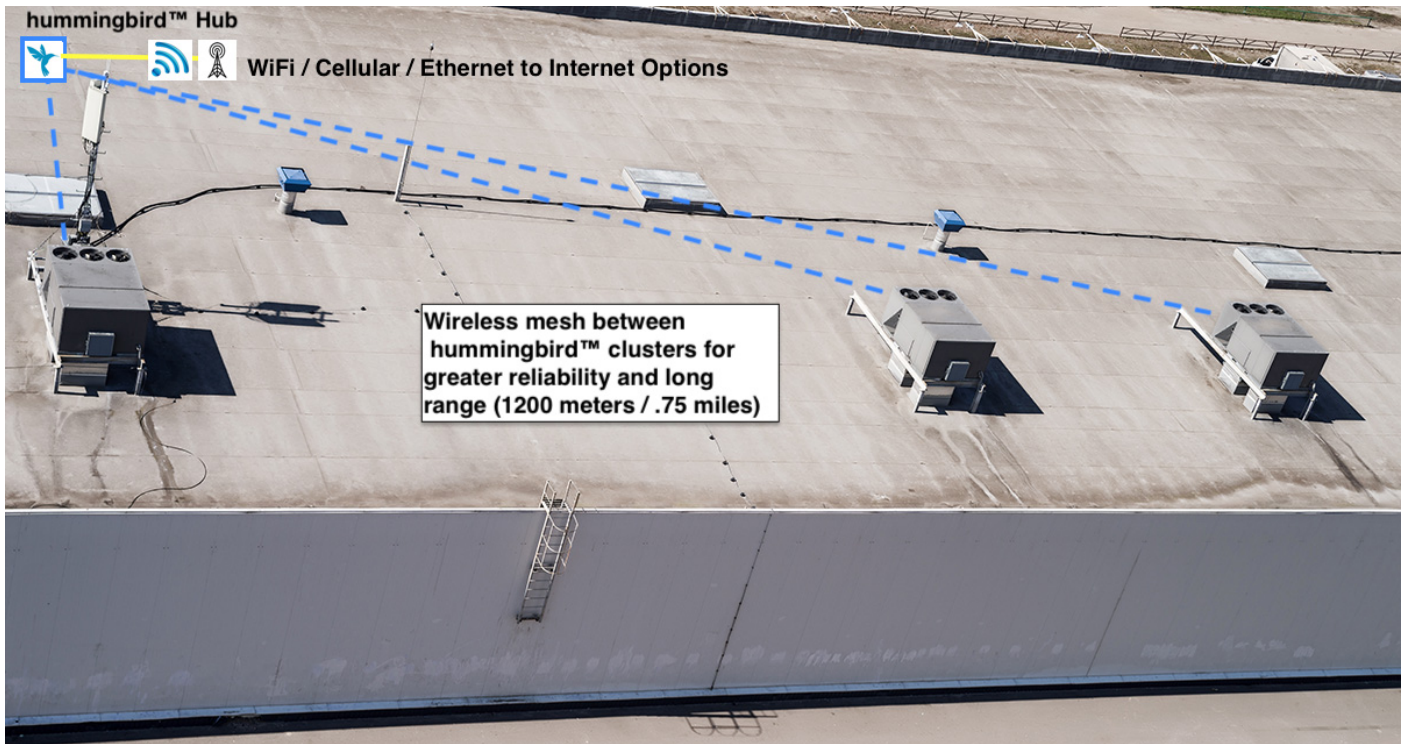 hummingbird™ Hub
WiFi / Cellular / Ethernet to Internet Options
Wireless mesh between
hummingbird™ clusters for
greater reliability and long
range (1200 meters / .75 miles)